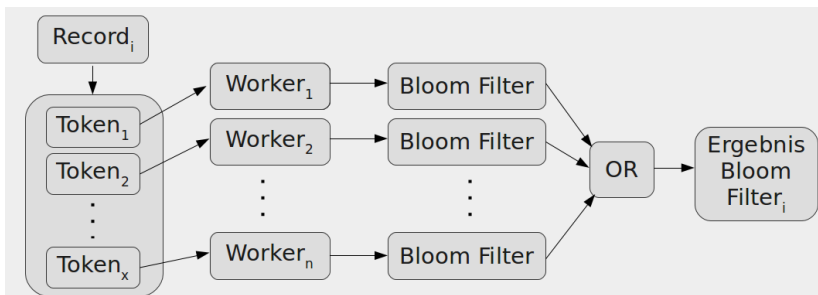 Record_i
Token_1
Token_2
Token_x
Worker_1
Worker_2
Worker_n
Bloom Filter
Bloom Filter
Bloom Filter
OR
Ergebnis
Bloom
Filter_i